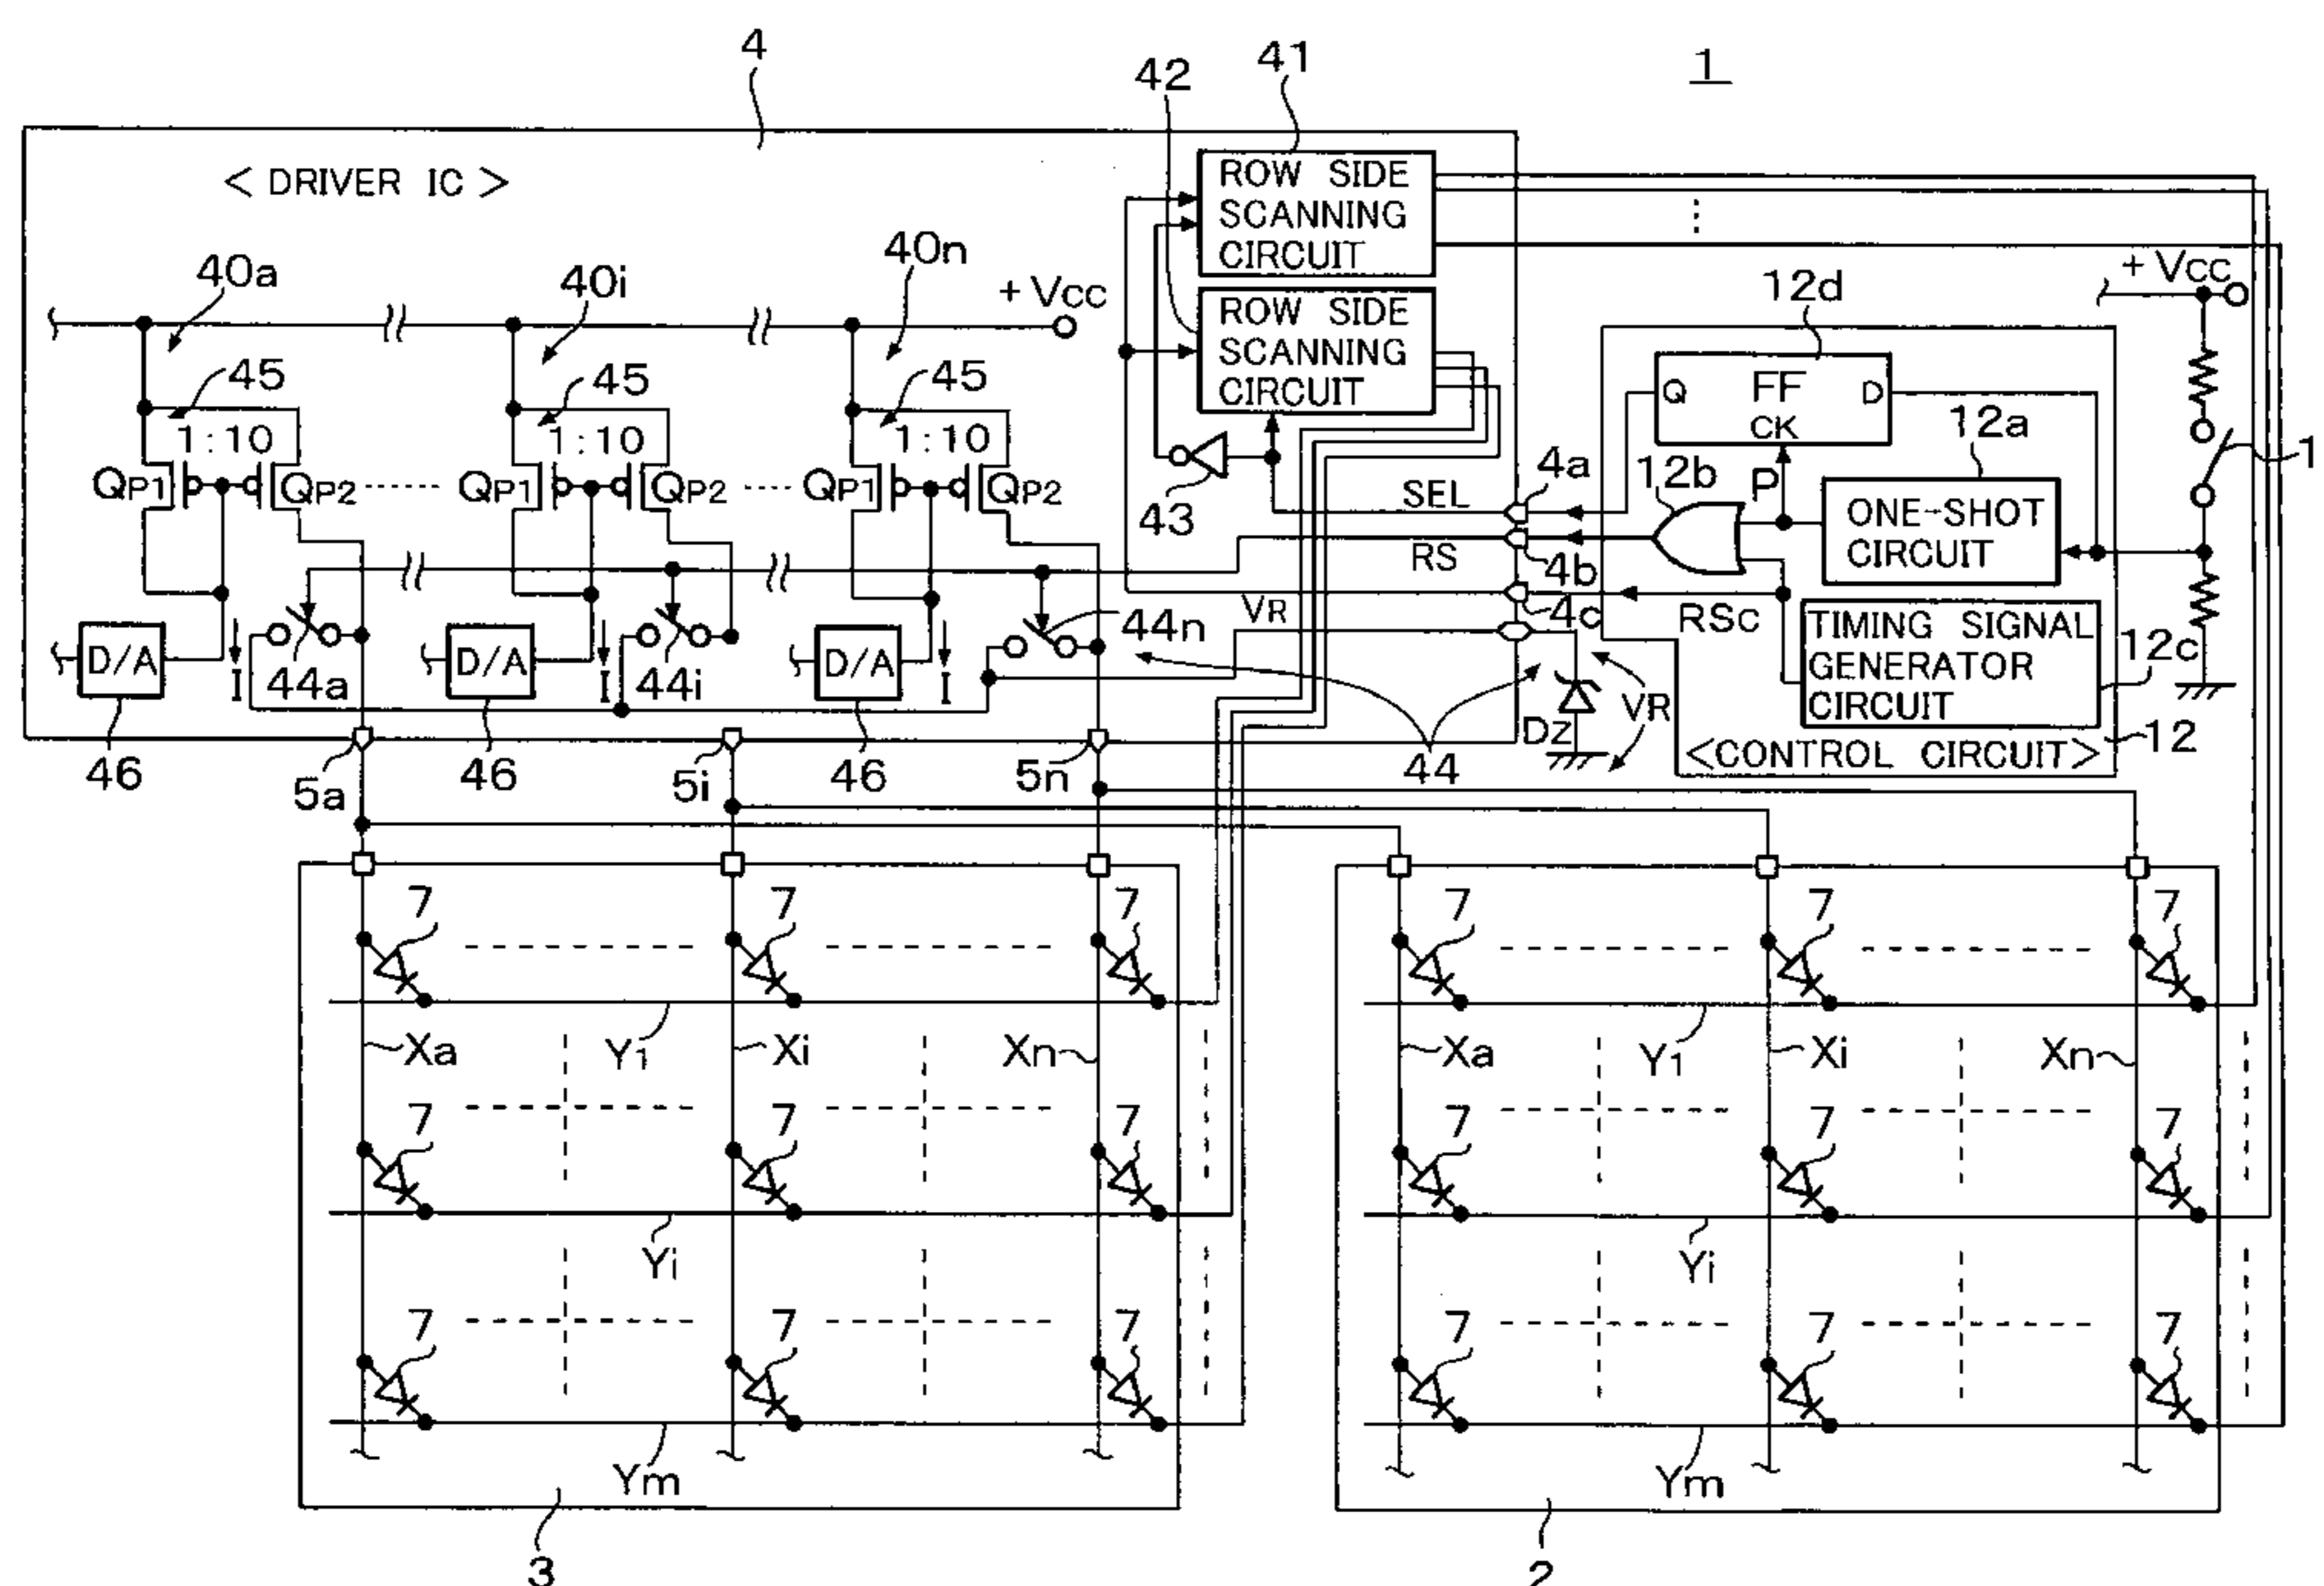 4
42
41
1
< DRIVER IC >
ROW SIDE
SCANNING
CIRCUIT
40a
40i
40n
+ VCC
ROW SIDE
SCANNING
CIRCUIT
12d
+ VCC
45
45
45
1:10
1:10
1:10
Q FF D
CK
12a
QP1
QP2
QP1
QP2
QP1
QP2
43
SEL
4a
12b
P
ONE-SHOT
CIRCUIT
1
RS
4b
VR
4c
RSC
TIMING SIGNAL
GENERATOR
CIRCUIT
12c
D/A
I
44a
D/A
I
44i
D/A
I
44n
DZ
VR
<CONTROL CIRCUIT>
12
46
5a
46
5i
46
5n
44
7
7
7
7
7
7
Xa
Y1
Xi
Xn
Xa
Y1
Xi
Xn
7
7
7
7
7
7
Yi
Yi
7
7
7
7
7
7
Ym
Ym
3
2